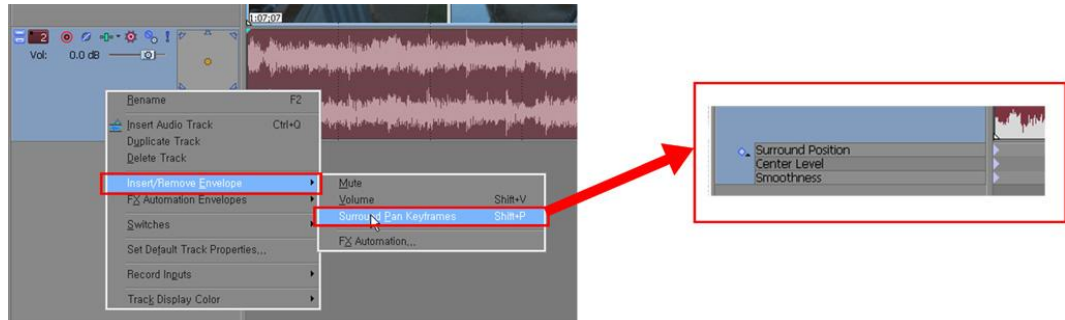 1:07:07
2
Vol: 0.0 dB
Rename F2
Insert Audio Track Ctrl+Q
Duplicate Track
Delete Track
Insert/Remove Envelope
FX Automation Envelopes
Switches
Set Default Track Properties...
Record Inputs
Track Display Color
Mute
Volume Shift+V
Surround Pan Keyframes Shift+P
FX Automation...
Surround Position
Center Level
Smoothness